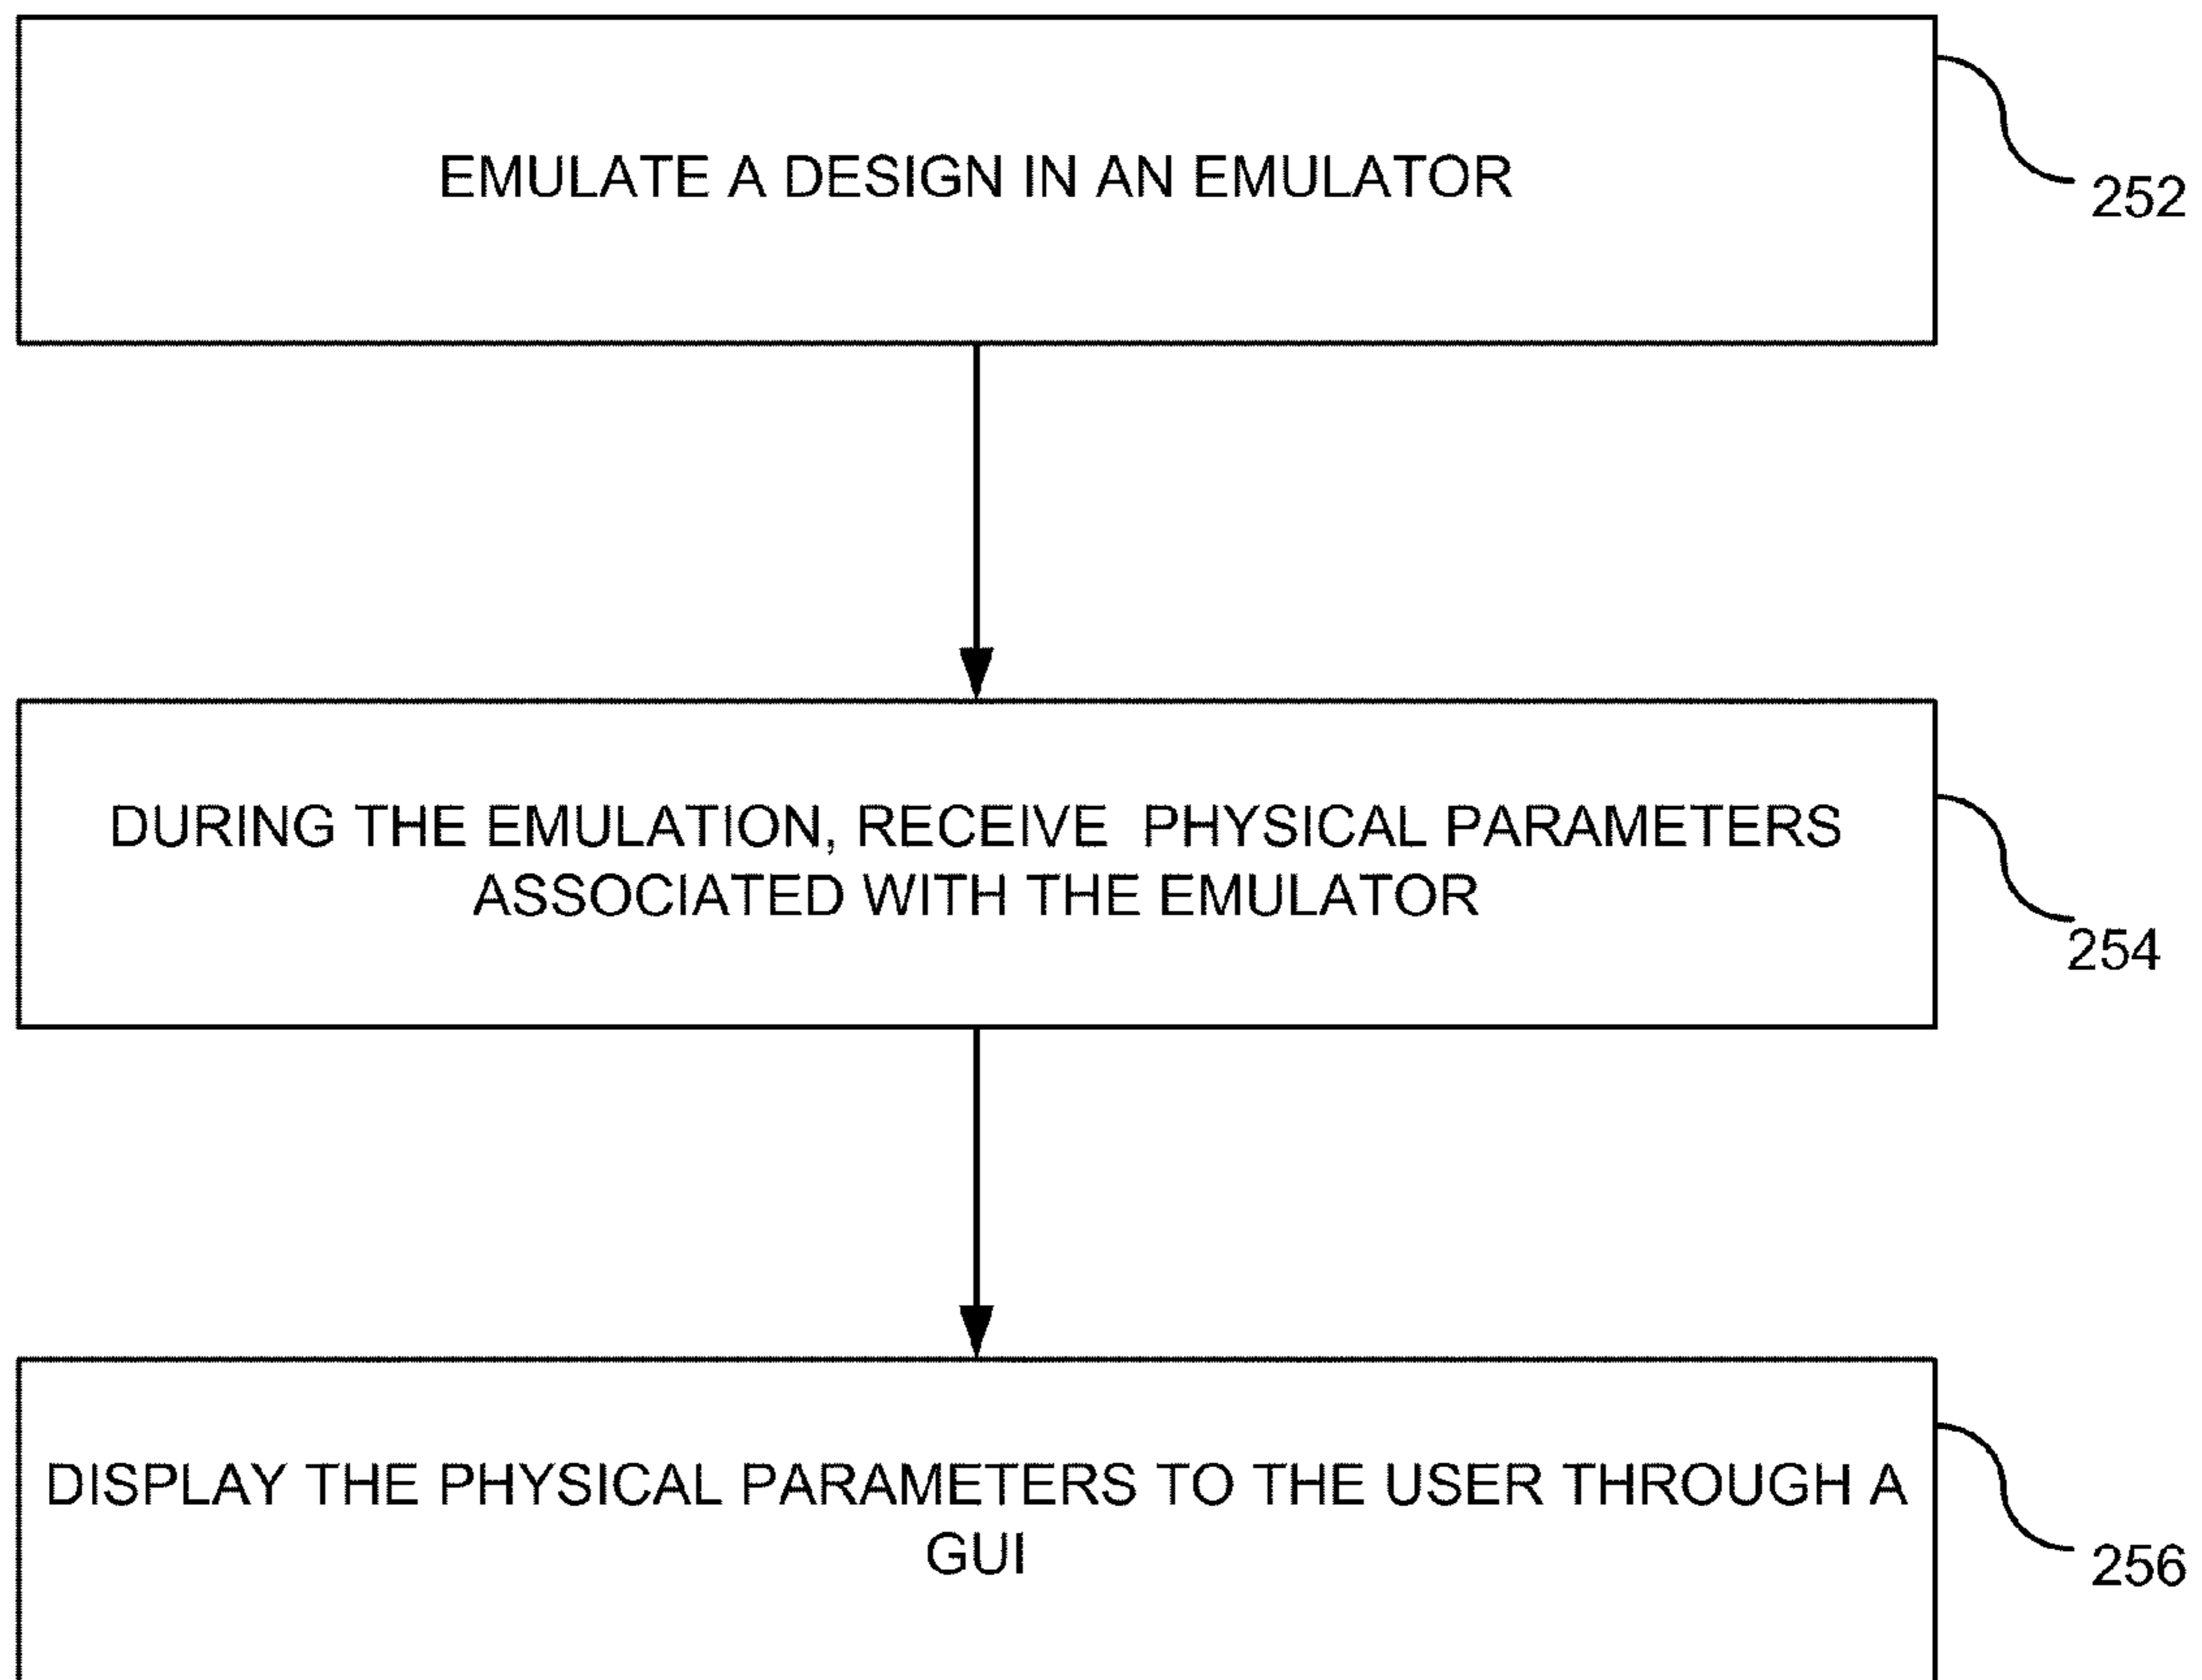 EMULATE A DESIGN IN AN EMULATOR
252
DURING THE EMULATION, RECEIVE PHYSICAL PARAMETERS
ASSOCIATED WITH THE EMULATOR
254
DISPLAY THE PHYSICAL PARAMETERS TO THE USER THROUGH A
GUI
256